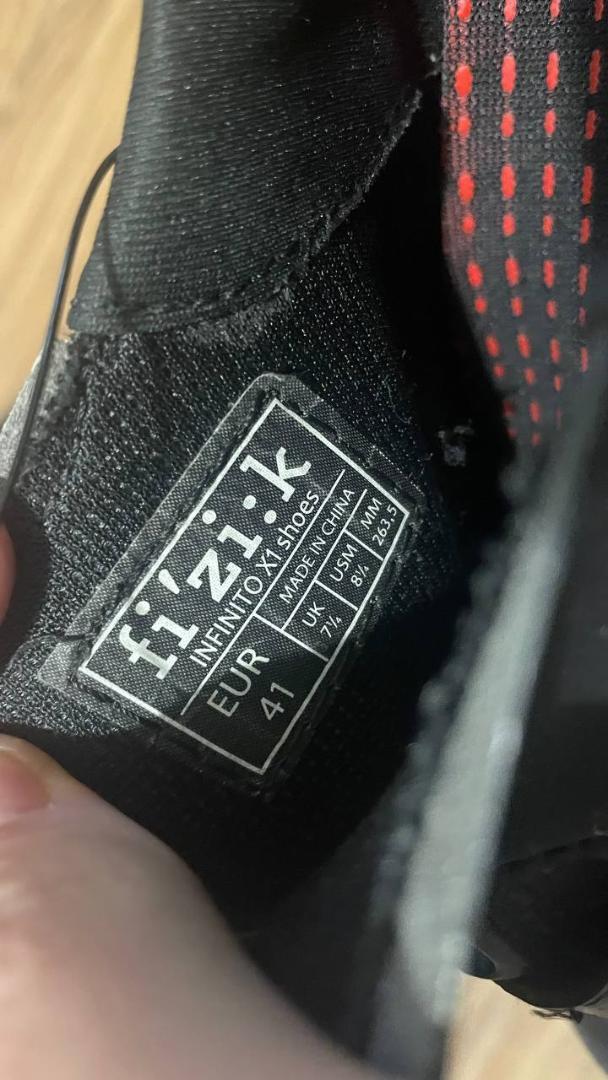 fi'zi:k
INFINITO X1 shoes
MADE IN CHINA
EUR UK USM MM
41 7¼ 8¼ 263.5